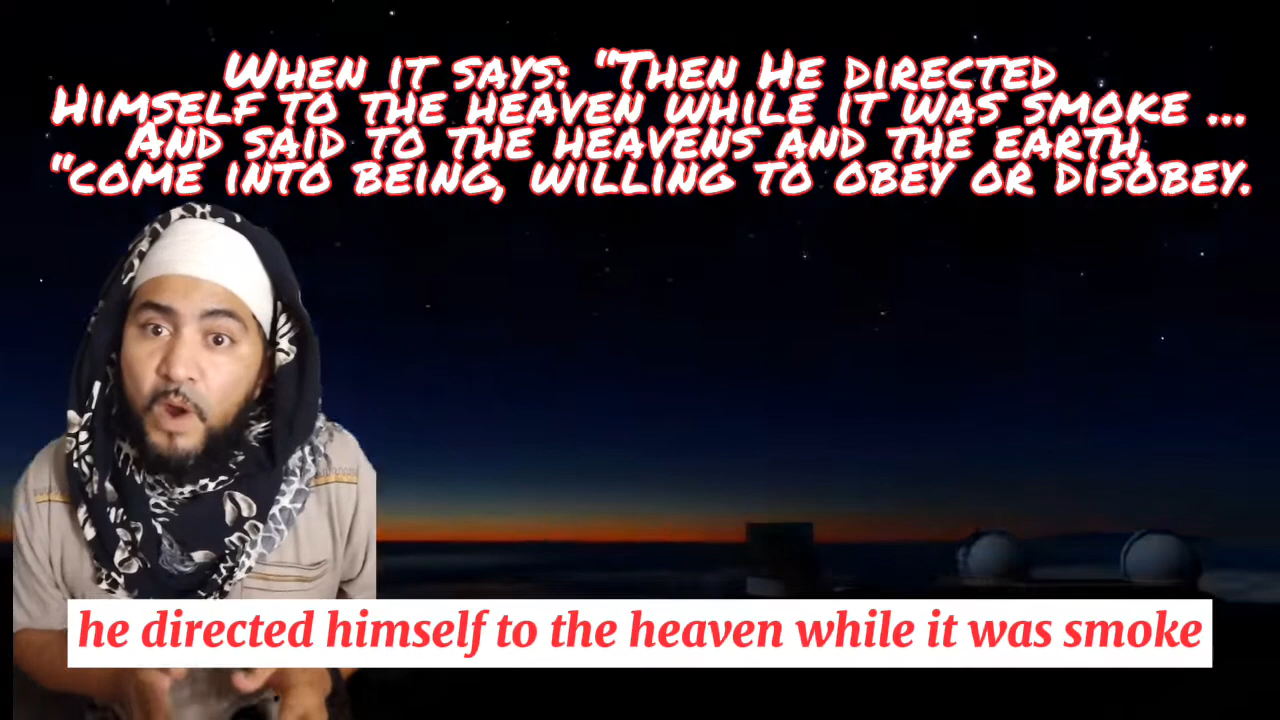 When it says: "Then He directed
Himself to the heaven while it was smoke ...
And said to the heavens and the earth,
"come into being, willing to obey or disobey.
he directed himself to the heaven while it was smoke